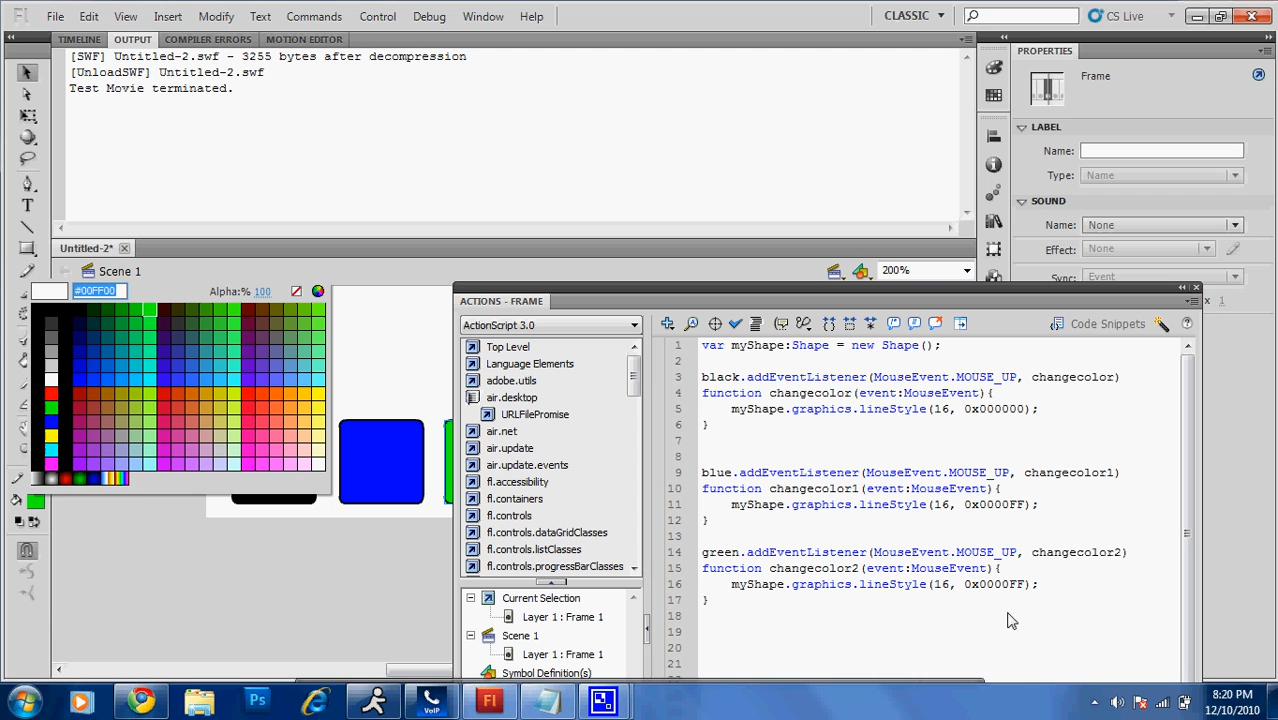 Fl File Edit View Insert Modify Text Commands Control Debug Window Help CLASSIC CS Live
TIMELINE OUTPUT COMPILER ERRORS MOTION EDITOR
[SWF] Untitled-2.swf - 3255 bytes after decompression
[UnloadSWF] Untitled-2.swf
Test Movie terminated.
PROPERTIES
Frame
LABEL
Name:
Type: Name
SOUND
Name: None
Effect: None
Sync: Event
x 1
Untitled-2*
Scene 1
200%
#00FF00 Alpha:% 100
ACTIONS - FRAME
ActionScript 3.0
Top Level
Language Elements
adobe.utils
air.desktop
URLFilePromise
air.net
air.update
air.update.events
fl.accessibility
fl.containers
fl.controls
fl.controls.dataGridClasses
fl.controls.listClasses
fl.controls.progressBarClasses
Current Selection
Layer 1 : Frame 1
Scene 1
Layer 1 : Frame 1
Symbol Definition(s)
Code Snippets
1 var myShape:Shape = new Shape();
2
3 black.addEventListener(MouseEvent.MOUSE_UP, changecolor)
4 function changecolor(event:MouseEvent){
5 myShape.graphics.lineStyle(16, 0x000000);
6 }
7
8
9 blue.addEventListener(MouseEvent.MOUSE_UP, changecolor1)
10 function changecolor1(event:MouseEvent){
11 myShape.graphics.lineStyle(16, 0x0000FF);
12 }
13
14 green.addEventListener(MouseEvent.MOUSE_UP, changecolor2)
15 function changecolor2(event:MouseEvent){
16 myShape.graphics.lineStyle(16, 0x0000FF);
17 }
18
19
20
21
Ps VoIP Fl
8:20 PM
12/10/2010